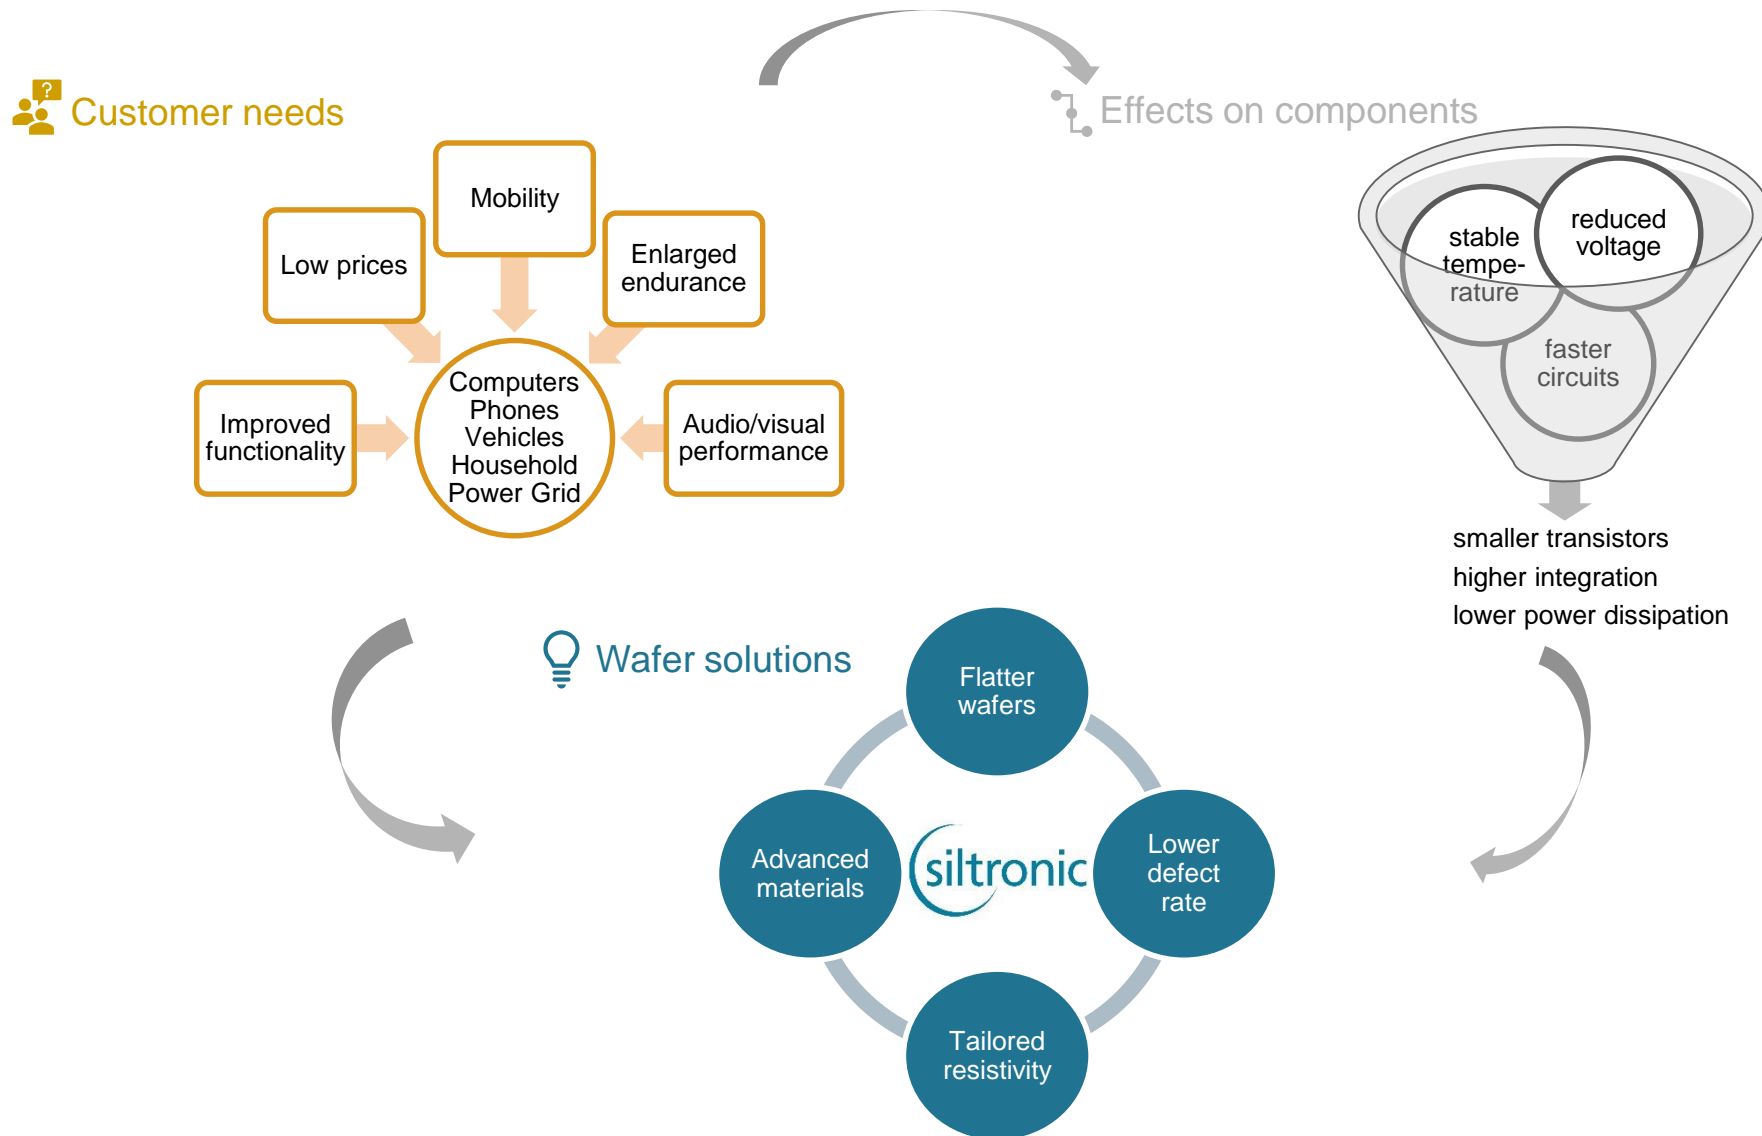 ?
Customer needs
Effects on components
Mobility
Low prices
Enlarged
endurance
Improved
functionality
Computers
Phones
Vehicles
Household
Power Grid
Audio/visual
performance
stable
tempe-
rature
reduced
voltage
faster
circuits
smaller transistors
higher integration
lower power dissipation
Wafer solutions
Flatter
wafers
Advanced
materials
siltronic
Lower
defect
rate
Tailored
resistivity